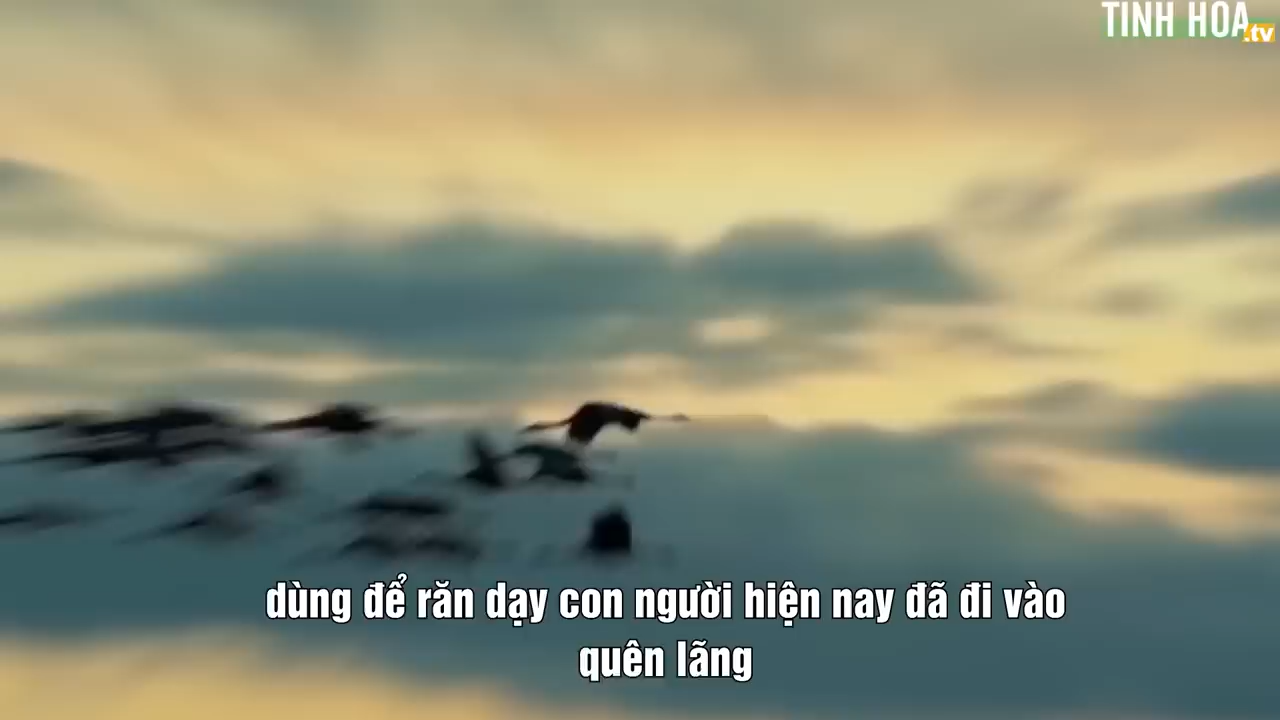 TINH HOA
.tv
dùng để răn dạy con người hiện nay đã đi vào
quên lãng